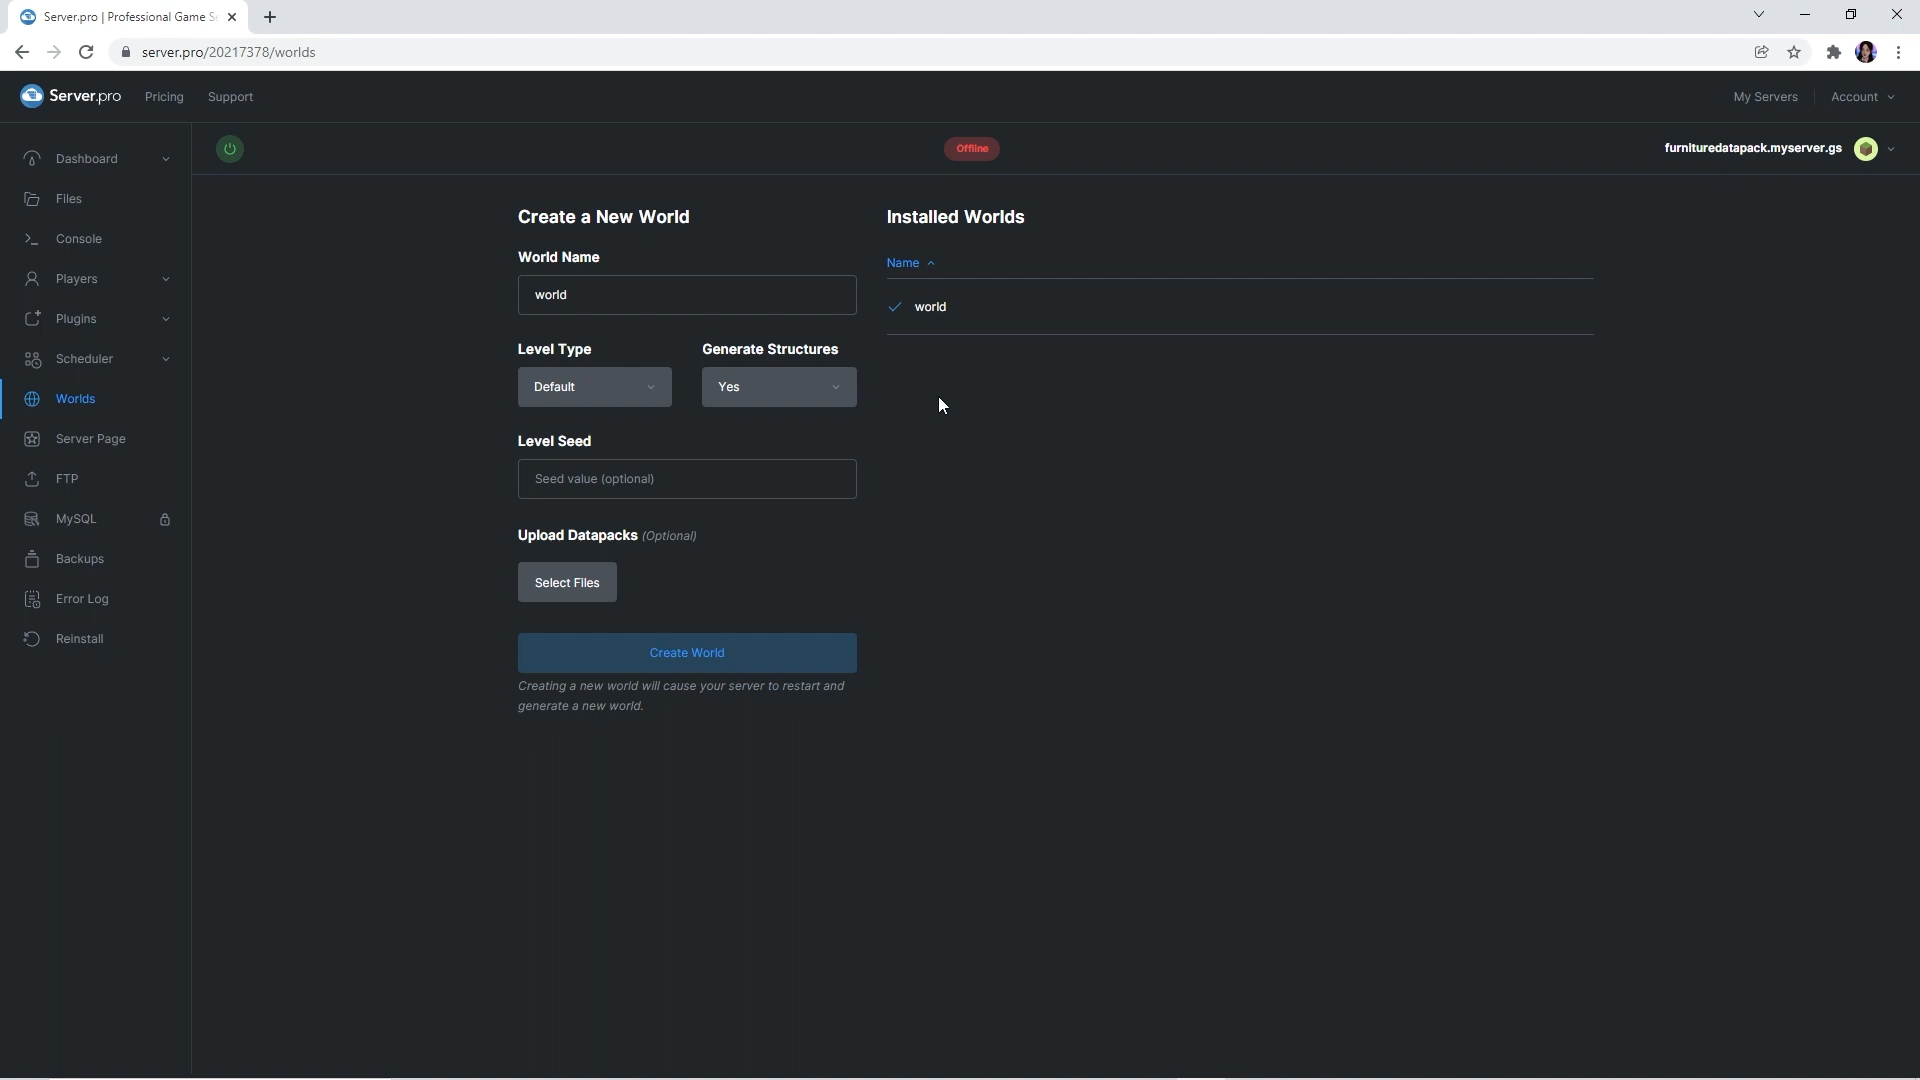 Server.pro | Professional Game Se
server.pro/20217378/worlds
Server.pro
Pricing
Support
My Servers
Account
Offline
furnituredatapack.myserver.gs
Dashboard
Files
Console
Players
Plugins
Scheduler
Worlds
Server Page
FTP
MySQL
Backups
Error Log
Reinstall
Create a New World
World Name
world
Level Type
Generate Structures
Default
Yes
Level Seed
Seed value (optional)
Upload Datapacks (Optional)
Select Files
Create World
Creating a new world will cause your server to restart and
generate a new world.
Installed Worlds
Name
world